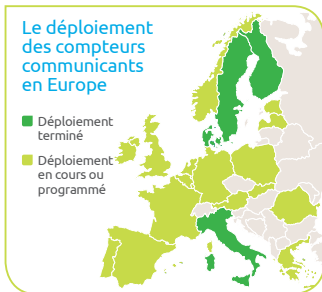 Le déploiement
des compteurs
communicants
en Europe
Déploiement
terminé
Déploiement
en cours ou
programmé